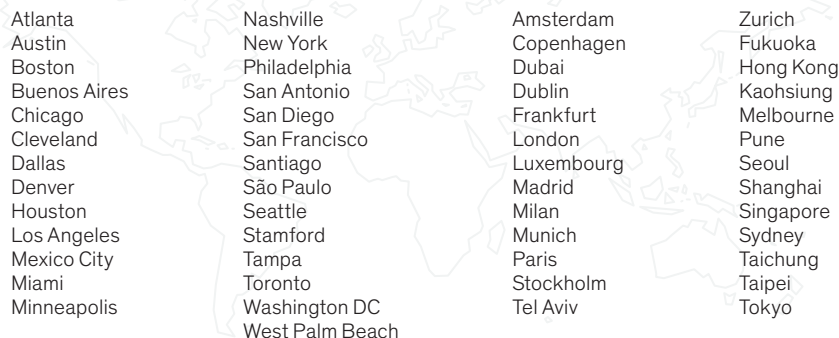 Atlanta
Austin
Boston
Buenos Aires
Chicago
Cleveland
Dallas
Denver
Houston
Los Angeles
Mexico City
Miami
Minneapolis
Nashville
New York
Philadelphia
San Antonio
San Diego
San Francisco
Santiago
São Paulo
Seattle
Stamford
Tampa
Toronto
Washington DC
West Palm Beach
Amsterdam
Copenhagen
Dubai
Dublin
Frankfurt
London
Luxembourg
Madrid
Milan
Munich
Paris
Stockholm
Tel Aviv
Zurich
Fukuoka
Hong Kong
Kaohsiung
Melbourne
Pune
Seoul
Shanghai
Singapore
Sydney
Taichung
Taipei
Tokyo